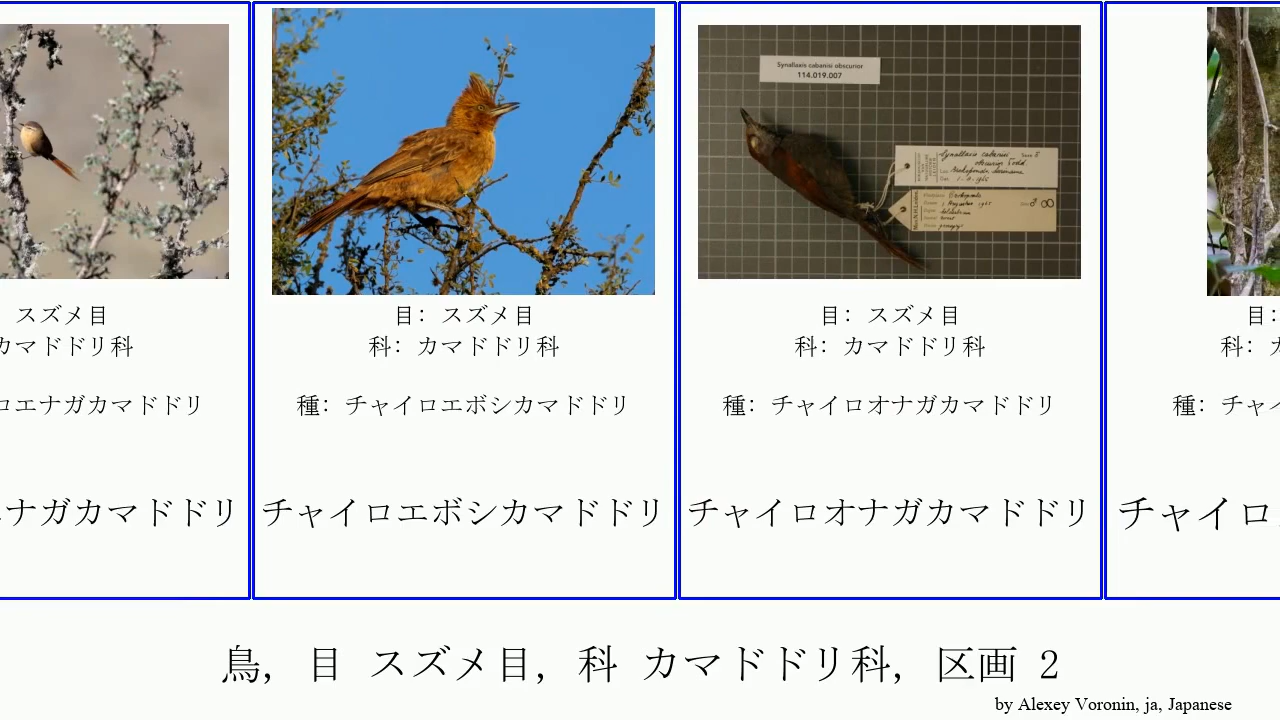 Synallaxis cabanisi obscurior
114.019.007
Synallaxis cabanisi
obscurior Todd
スズメ目
カマドドリ科
ロエナガカマドドリ
ナガカマドドリ
目: スズメ目
科: カマドドリ科
種: チャイロエボシカマドドリ
チャイロエボシカマドドリ
目: スズメ目
科: カマドドリ科
種: チャイロオナガカマドドリ
チャイロオナガカマドドリ
目:
科:
種: チャイ
チャイロ
鳥, 目 スズメ目, 科 カマドドリ科, 区画 2
by Alexey Voronin, ja, Japanese